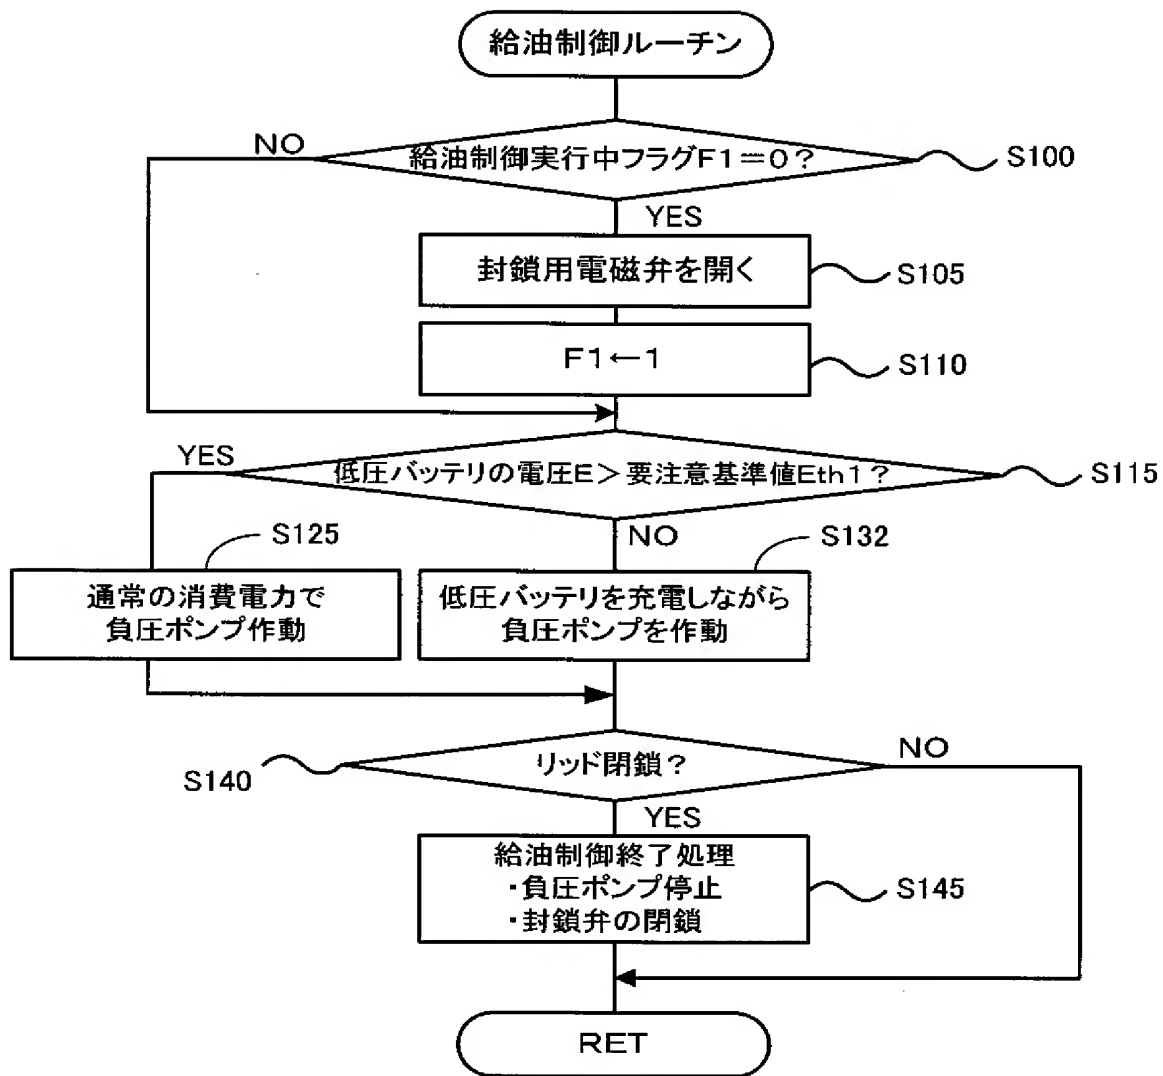 給油制御ルーチン
NO
給油制御実行中フラグF1=0?
S100
YES
封鎖用電磁弁を開く
S105
F1←1
S110
YES
低圧バッテリの電圧E>要注意基準値Eth1?
S115
S125
NO
S132
通常の消費電力で
負圧ポンプ作動
低圧バッテリを充電しながら
負圧ポンプを作動
S140
リッド閉鎖?
NO
YES
給油制御終了処理
・負圧ポンプ停止
・封鎖弁の閉鎖
S145
RET